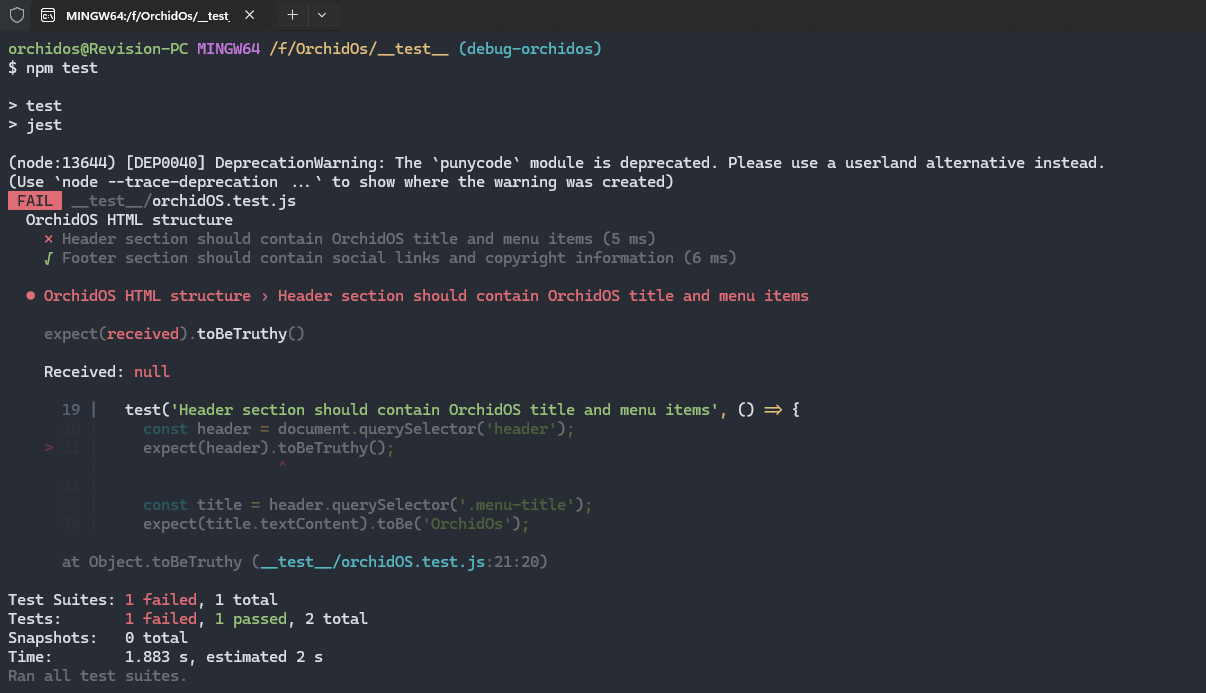 MINGW64:/f/OrchidOs/__test_
orchidos@Revision-PC MINGW64 /f/OrchidOs/__test__ (debug-orchidos)
$ npm test
> test
> jest
(node:13644) [DEP0040] DeprecationWarning: The `punycode` module is deprecated. Please use a userland alternative instead.
(Use `node --trace-deprecation ...` to show where the warning was created)
FAIL __test__/orchidOS.test.js
OrchidOS HTML structure
× Header section should contain OrchidOS title and menu items (5 ms)
√ Footer section should contain social links and copyright information (6 ms)
● OrchidOS HTML structure › Header section should contain OrchidOS title and menu items
expect(received).toBeTruthy()
Received: null
19 | test('Header section should contain OrchidOS title and menu items', () => {
20 | const header = document.querySelector('header');
> 21 | expect(header).toBeTruthy();
| ^
22 |
23 | const title = header.querySelector('.menu-title');
24 | expect(title.textContent).toBe('OrchidOs');
at Object.toBeTruthy (__test__/orchidOS.test.js:21:20)
Test Suites: 1 failed, 1 total
Tests: 1 failed, 1 passed, 2 total
Snapshots: 0 total
Time: 1.883 s, estimated 2 s
Ran all test suites.